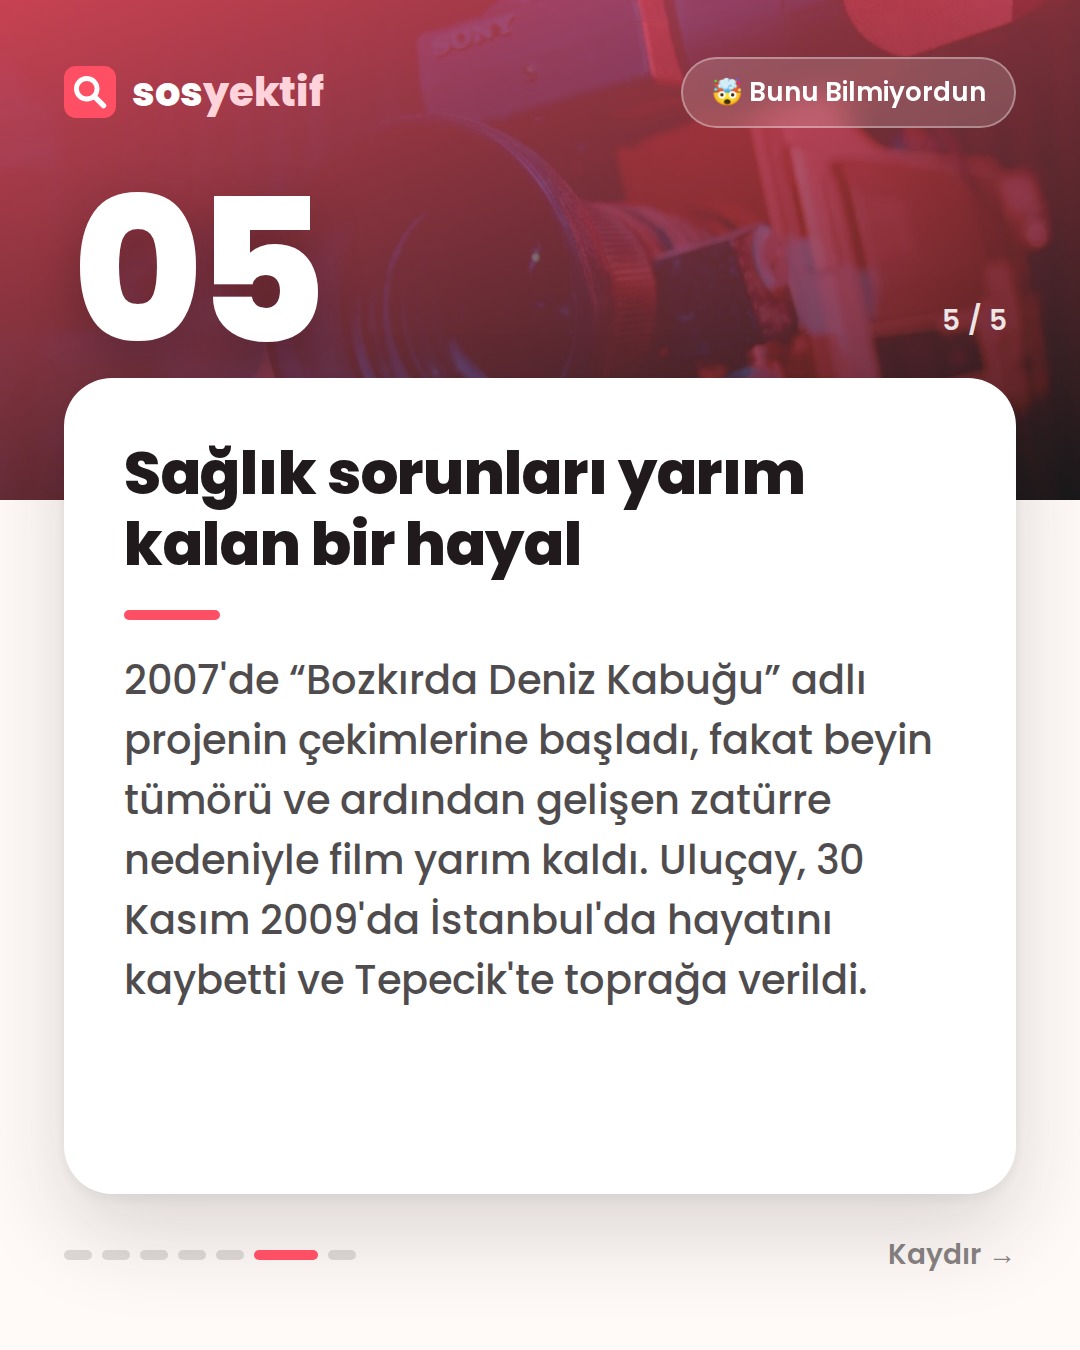 SONY
sosyektif
🤯 Bunu Bilmiyordun
05
5 / 5
Sağlık sorunları yarım
kalan bir hayal
2007'de “Bozkırda Deniz Kabuğu” adlı
projenin çekimlerine başladı, fakat beyin
tümörü ve ardından gelişen zatürre
nedeniyle film yarım kaldı. Uluçay, 30
Kasım 2009'da İstanbul'da hayatını
kaybetti ve Tepecik'te toprağa verildi.
Kaydır →